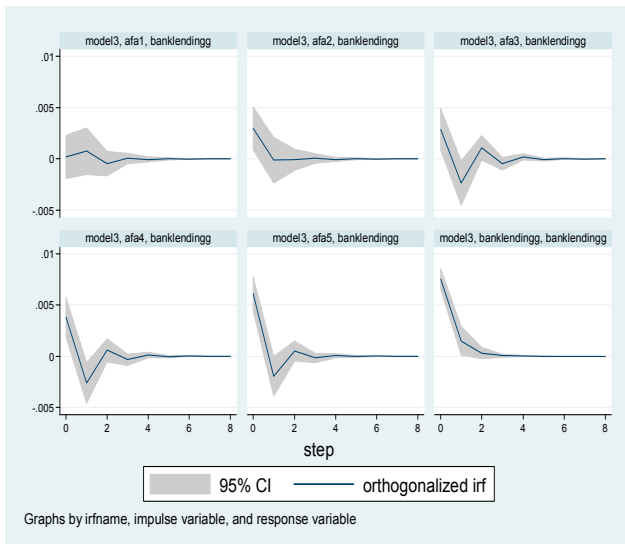 model3, afa1, banklendingg
model3, afa2, banklendingg
model3, afa3, banklendingg
.01
.005
0
-.005
model3, afa4, banklendingg
model3, afa5, banklendingg
model3, banklendingg, banklendingg
.01
.005
0
-.005
0 2 4 6 8
0 2 4 6 8
0 2 4 6 8
step
95% CI
orthogonalized irf
Graphs by irfname, impulse variable, and response variable